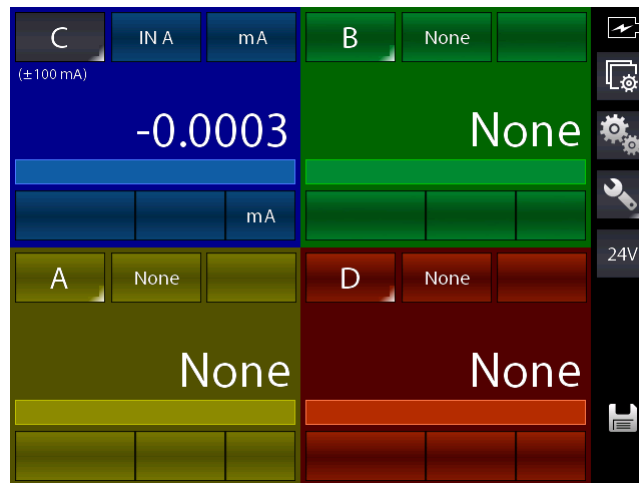 C IN A mA B None
(±100 mA)
-0.0003 None
mA
24V
A None D None
None None